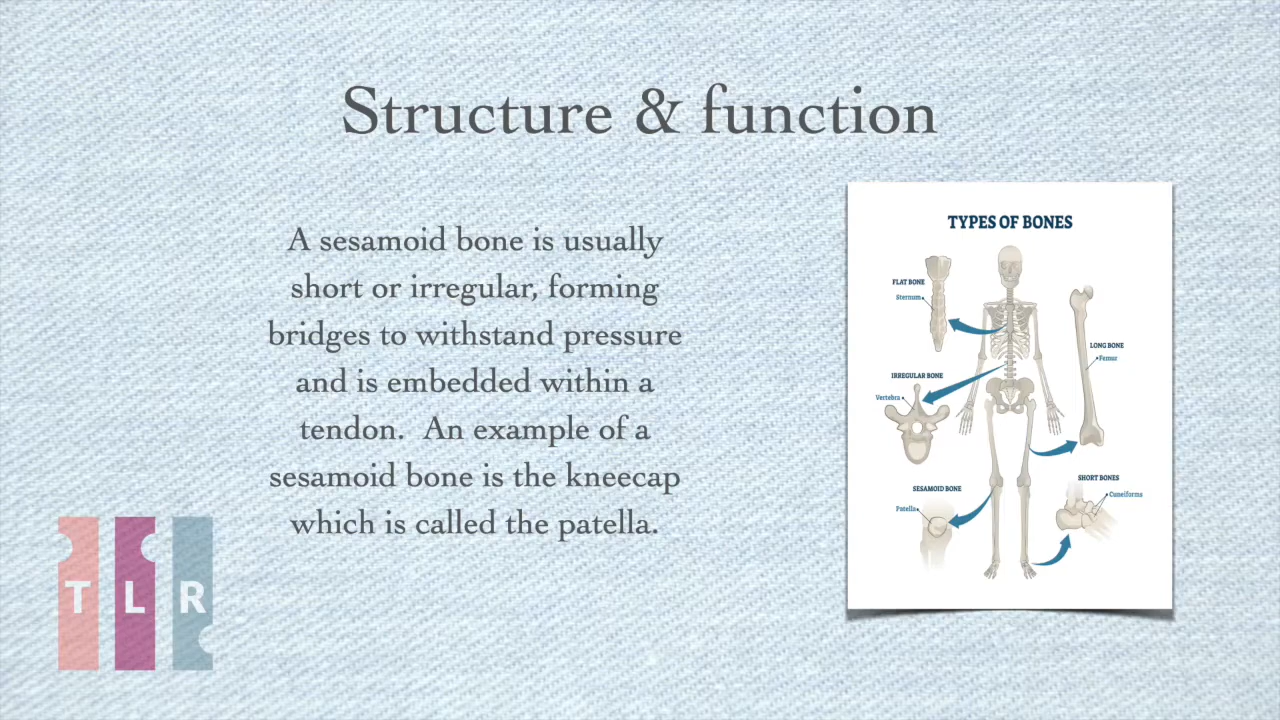 Structure & function
A sesamoid bone is usually
short or irregular, forming
bridges to withstand pressure
and is embedded within a
tendon. An example of a
sesamoid bone is the kneecap
which is called the patella.
TYPES OF BONES
FLAT BONE
Sternum
LONG BONE
Femur
IRREGULAR BONE
Vertebra
SESAMOID BONE
Patella
SHORT BONES
Cuneiforms
T L R